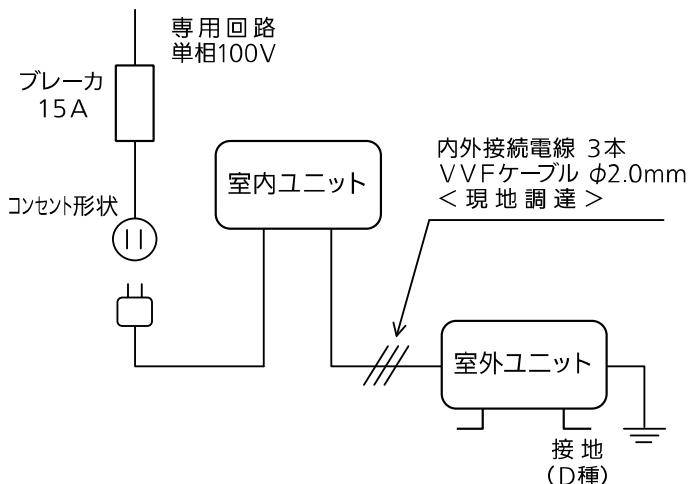 専用回路
単相100V
ブレーカ
15A
コンセント形状
室内ユニット
内外接続電線 3本
VVFケーブル φ2.0mm
<現地調達>
室外ユニット
接地
(D種)